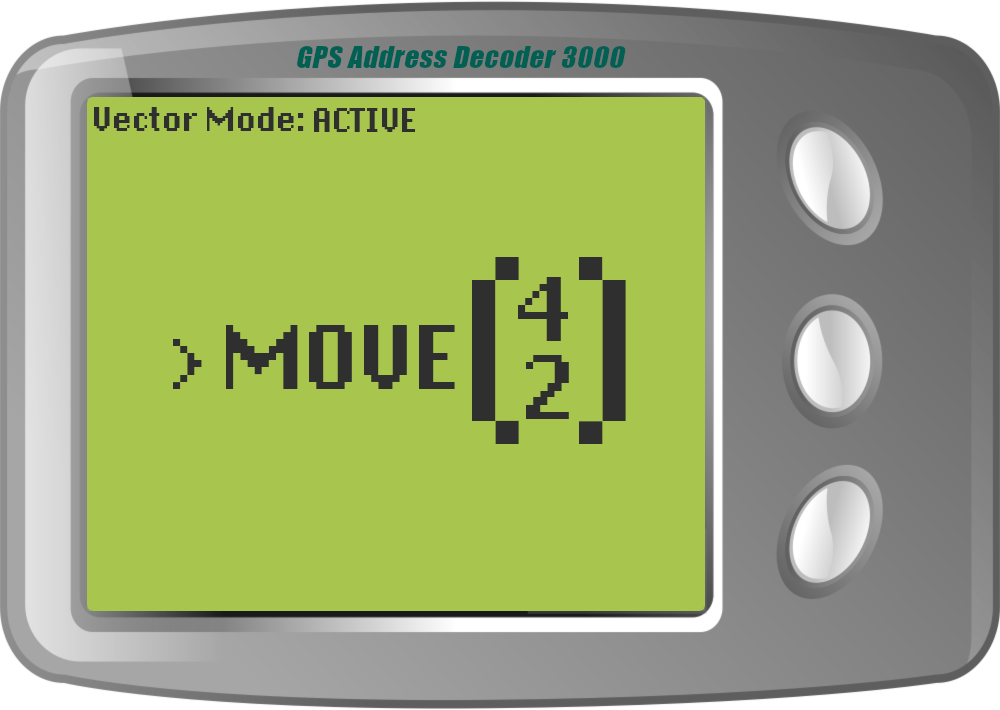 GPS Address Decoder 3000
Vector Mode: ACTIVE
>MOVE(4
2)